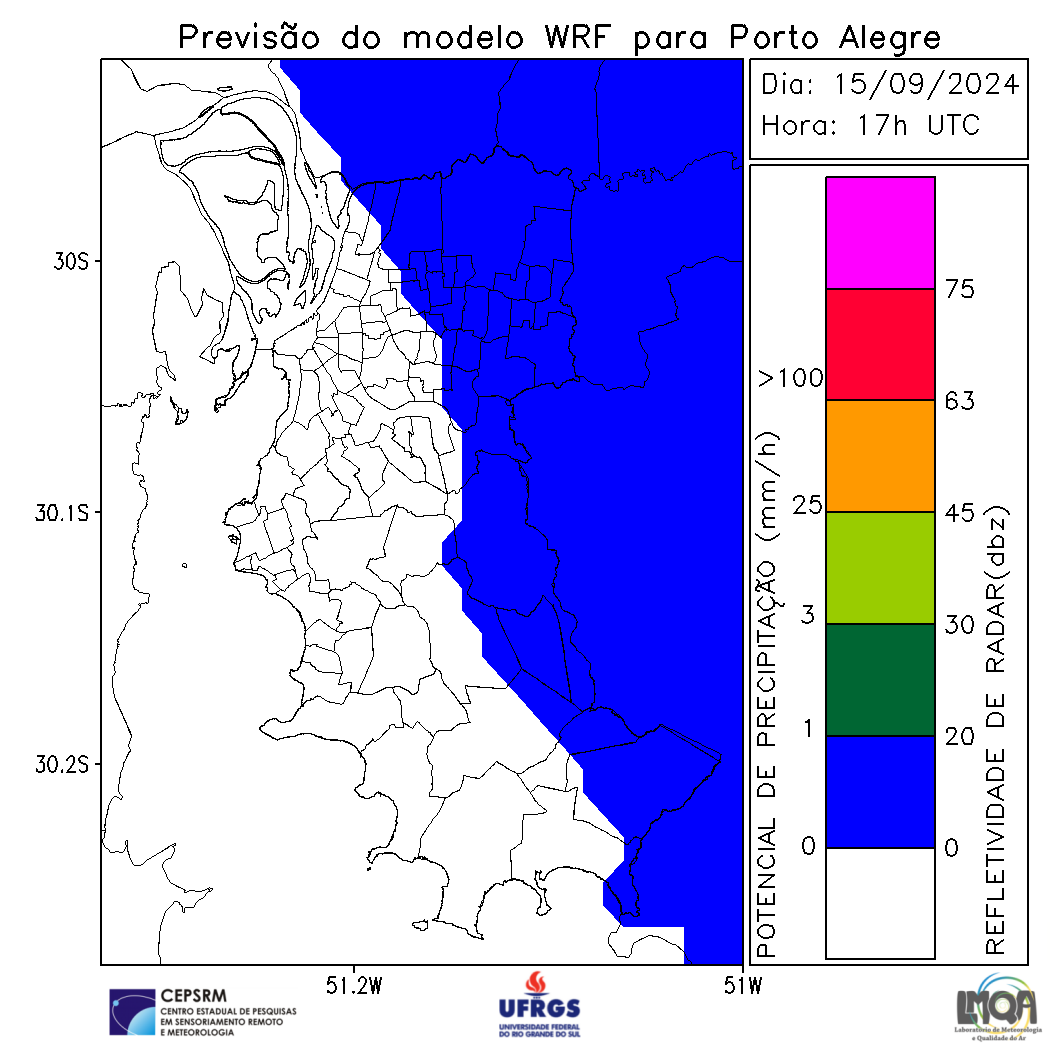 Previsão do modelo WRF para Porto Alegre
Dia: 15/09/2024
Hora: 17h UTC
30S
30.1S
30.2S
51.2W
51W
POTENCIAL DE PRECIPITAÇÃO (mm/h)
>100
25
3
1
0
75
63
45
30
20
0
REFLETIVIDADE DE RADAR(dbz)
CEPSRM
CENTRO ESTADUAL DE PESQUISAS
EM SENSORIAMENTO REMOTO
E METEOROLOGIA
UFRGS
UNIVERSIDADE FEDERAL
DO RIO GRANDE DO SUL
LMQA
Laboratório de Meteorologia
e Qualidade do Ar